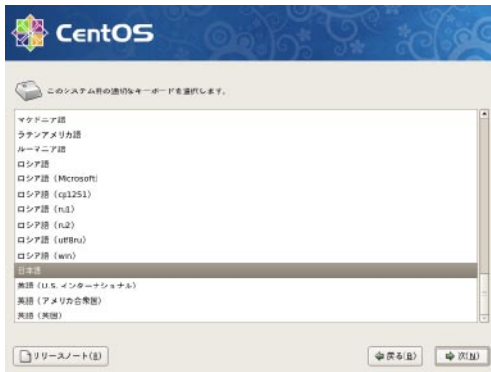 CentOS
このシステム用の適切なキーボードを選択します。
マケドニア語
ラテンアメリカ語
ルーマニア語
ロシア語
ロシア語 (Microsoft)
ロシア語 (cp1251)
ロシア語 (ru1)
ロシア語 (ru2)
ロシア語 (utf8ru)
ロシア語 (win)
日本語
英語 (U.S. インターナショナル)
英語 (アメリカ合衆国)
英語 (英国)
リリースノート(R)
戻る(B)
次(N)